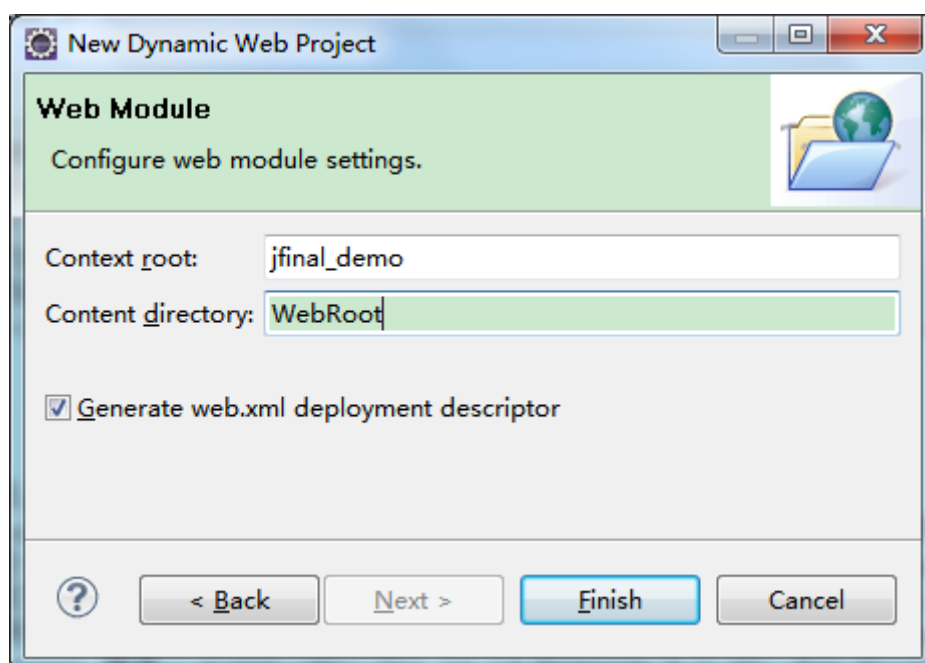 New Dynamic Web Project
Web Module
Configure web module settings.
Context root: jfinal_demo
Content directory: WebRoot
Generate web.xml deployment descriptor
? < Back Next > Finish Cancel